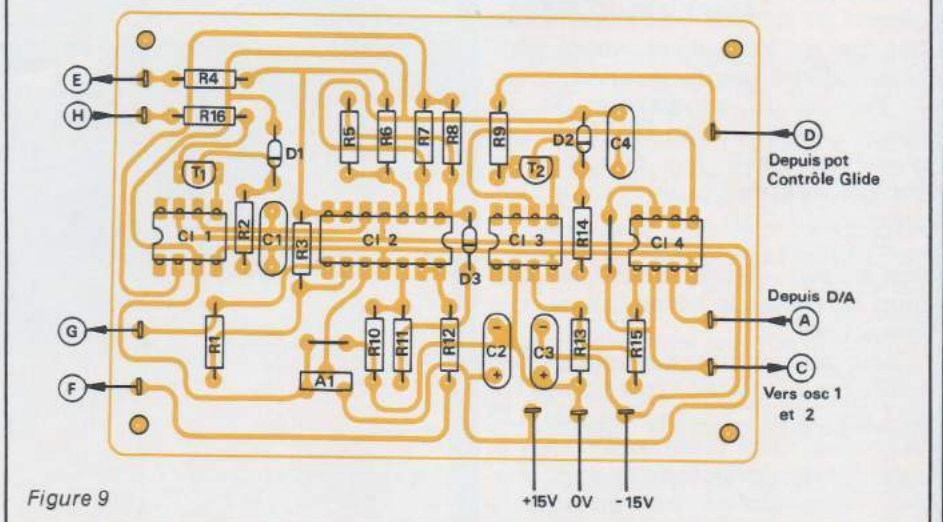 E
R4
H
R16
D1
T1
R5
R6
R7
R8
R9
D2
C4
T2
D
Depuis pot
Contrôle Glide
CI 1
R2
C1
R3
CI 2
D3
CI 3
R14
CI 4
Depuis D/A
A
G
R1
R10
R11
R12
- C2 +
- C3 +
R13
R15
F
A1
C
Vers osc 1
et 2
+15V 0V -15V
Figure 9